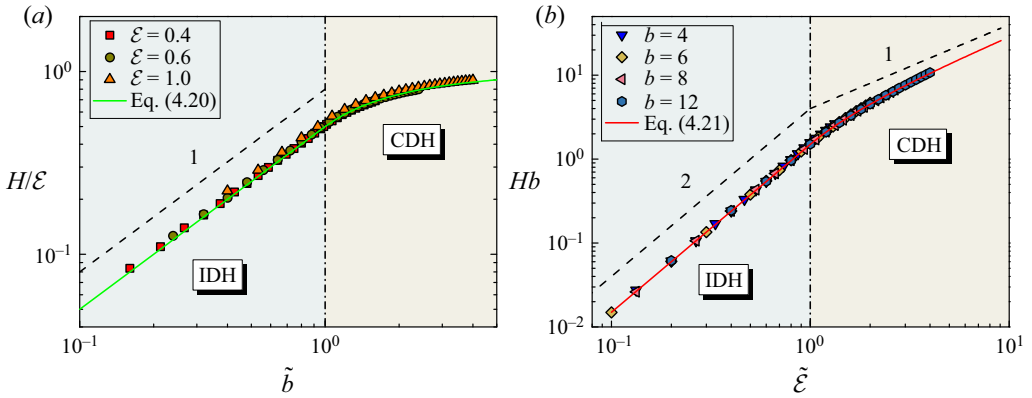 (a)
ℰ = 0.4
ℰ = 0.6
ℰ = 1.0
Eq. (4.20)
10⁰
10⁻¹
H/ℰ
1
CDH
IDH
10⁻¹
10⁰
b̃
(b)
b = 4
b = 6
b = 8
b = 12
Eq. (4.21)
10¹
10⁰
10⁻¹
10⁻²
Hb
1
2
CDH
IDH
10⁻¹
10⁰
10¹
ℰ̃